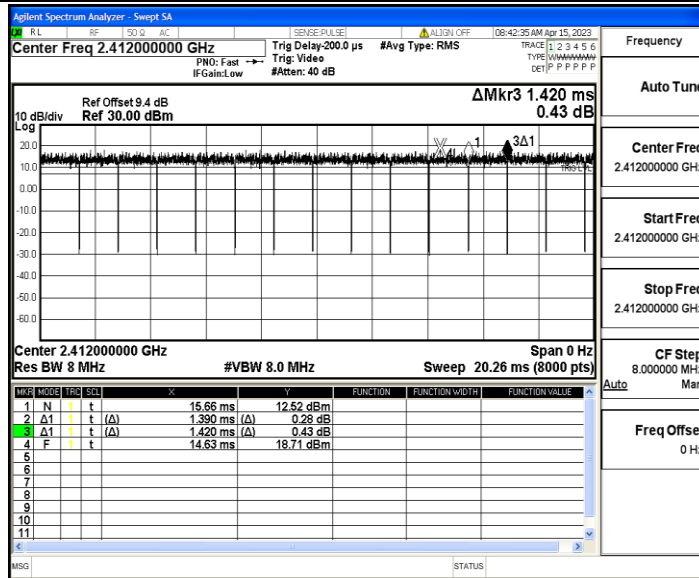 Agilent Spectrum Analyzer - Swept SA
RL RF 50 Ω AC SENSE:PULSE ALIGN OFF 08:42:35 AM Apr 15, 2023
Center Freq 2.412000000 GHz
PNO: Fast
IFGain:Low
Trig Delay-200.0 µs
Trig: Video
#Atten: 40 dB
#Avg Type: RMS
TRACE 1 2 3 4 5 6
TYPE WWWWWW
DET P P P P P P
Frequency
Auto Tune
Center Freq
2.412000000 GHz
Start Freq
2.412000000 GHz
Stop Freq
2.412000000 GHz
CF Step
8.000000 MHz
Auto Man
Freq Offset
0 Hz
ΔMkr3 1.420 ms
0.43 dB
Ref Offset 9.4 dB
10 dB/div Ref 30.00 dBm
Log
20.0
10.0
0.00
-10.0
-20.0
-30.0
-40.0
-50.0
-60.0
1
3Δ1
TRIG LVL
Center 2.412000000 GHz Span 0 Hz
Res BW 8 MHz #VBW 8.0 MHz Sweep 20.26 ms (8000 pts)
MKR MODE TRC SCL X Y FUNCTION FUNCTION WIDTH FUNCTION VALUE
1 N 1 t 15.66 ms 12.52 dBm
2 Δ1 1 t (Δ) 1.390 ms (Δ) 0.28 dB
3 Δ1 1 t (Δ) 1.420 ms (Δ) 0.43 dB
4 F 1 t 14.63 ms 18.71 dBm
5
6
7
8
9
10
11
MSG STATUS